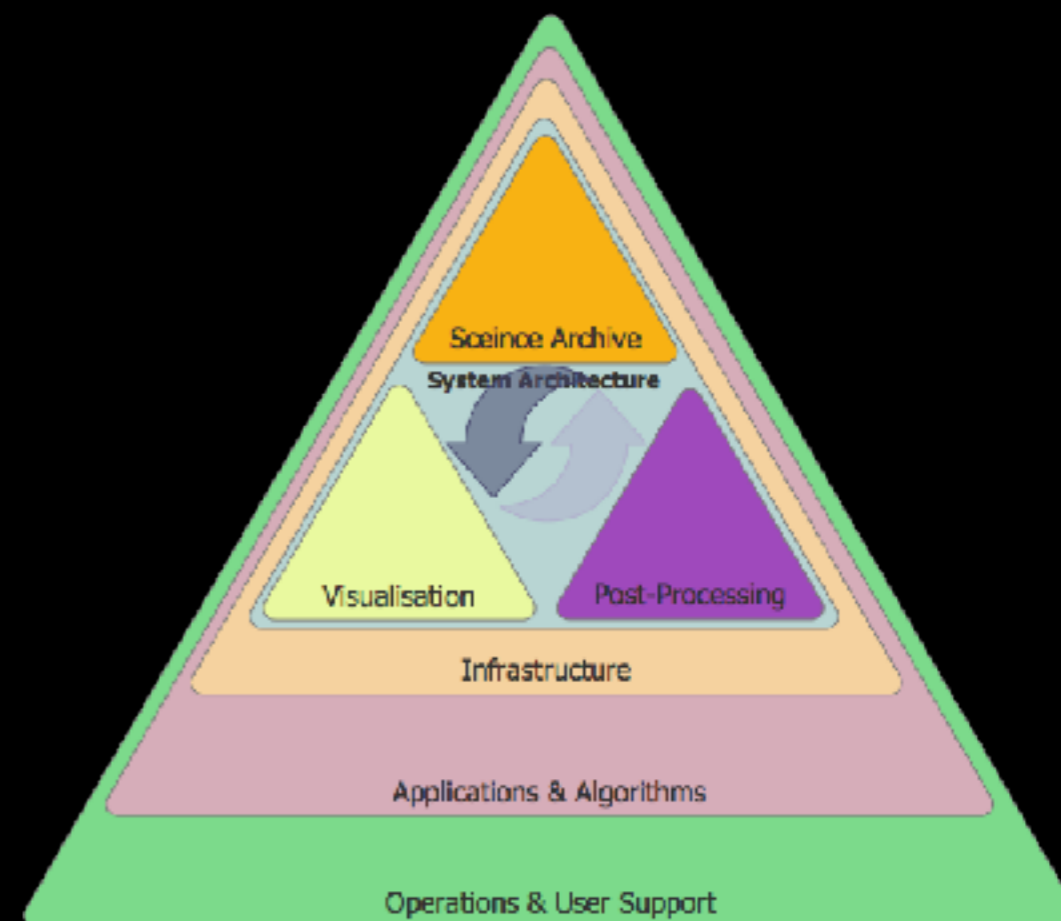 Sceince Archive
System Architecture
Visualisation
Post-Processing
Infrastructure
Applications & Algorithms
Operations & User Support